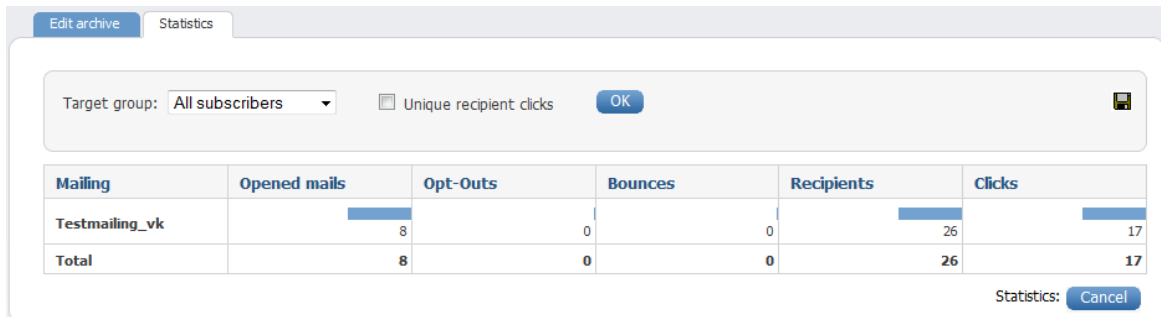 Edit archive Statistics
Target group: All subscribers Unique recipient clicks OK
Mailing Opened mails Opt-Outs Bounces Recipients Clicks
Testmailing_vk 8 0 0 26 17
Total 8 0 0 26 17
Statistics: Cancel